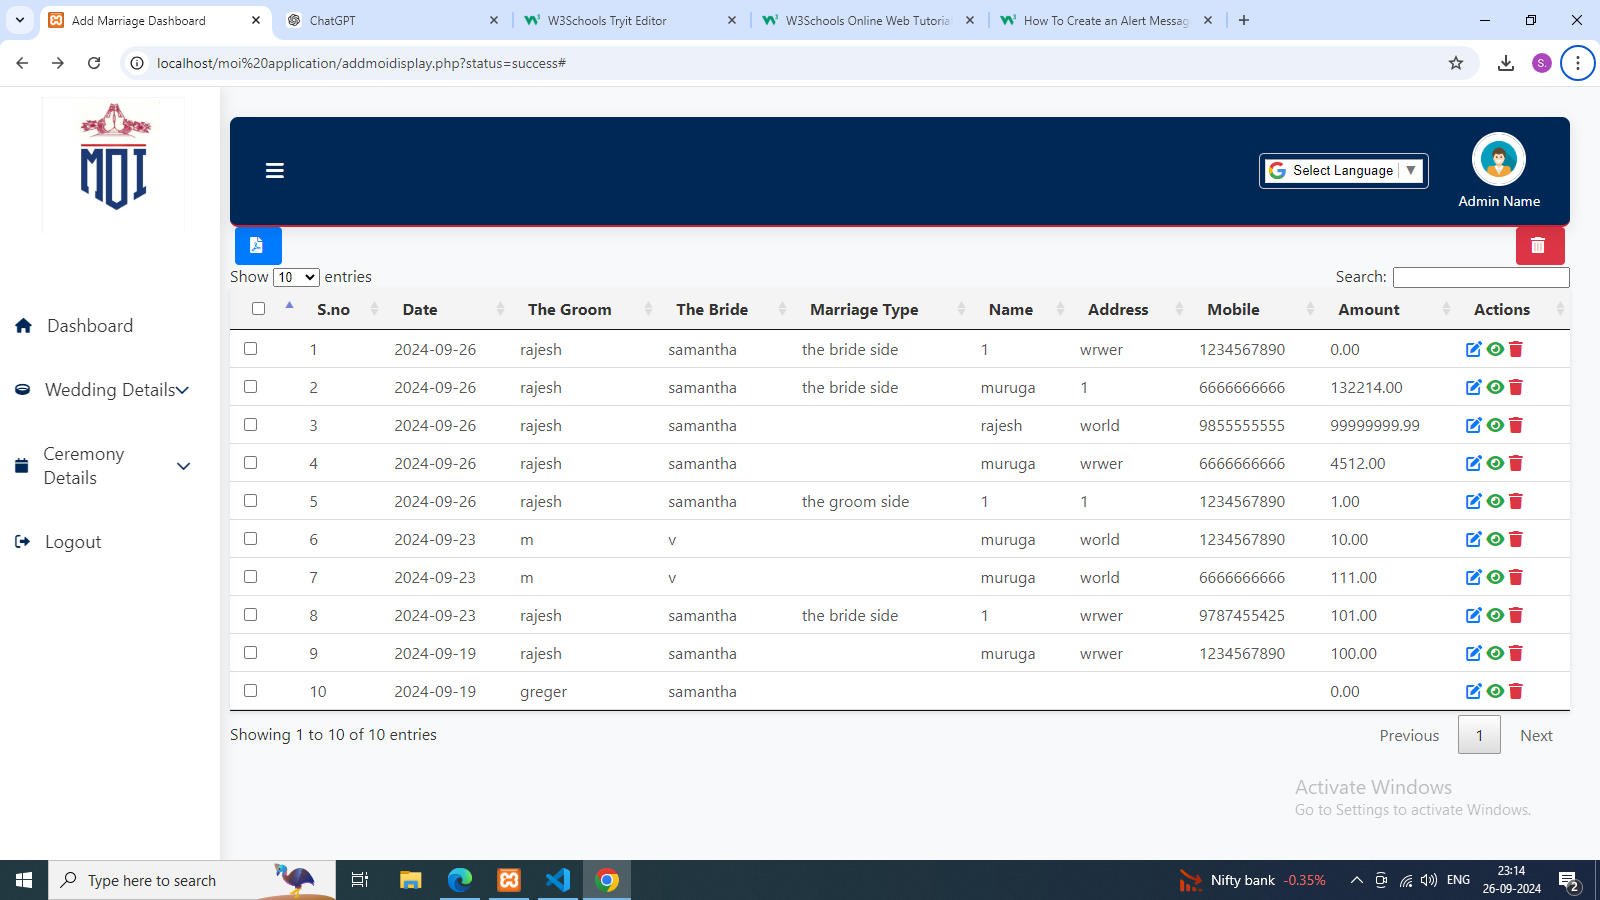 Add Marriage Dashboard
ChatGPT
W3Schools Tryit Editor
W3Schools Online Web Tutorial
How To Create an Alert Messag
localhost/moi%20application/addmoidisplay.php?status=success#
S.
MOI
Select Language ▼
Admin Name
Dashboard
Wedding Details
Ceremony
Details
Logout
Show 10 entries
Search:
S.no Date The Groom The Bride Marriage Type Name Address Mobile Amount Actions
1 2024-09-26 rajesh samantha the bride side 1 wrwer 1234567890 0.00
2 2024-09-26 rajesh samantha the bride side muruga 1 6666666666 132214.00
3 2024-09-26 rajesh samantha rajesh world 9855555555 99999999.99
4 2024-09-26 rajesh samantha muruga wrwer 6666666666 4512.00
5 2024-09-26 rajesh samantha the groom side 1 1 1234567890 1.00
6 2024-09-23 m v muruga world 1234567890 10.00
7 2024-09-23 m v muruga world 6666666666 111.00
8 2024-09-23 rajesh samantha the bride side 1 wrwer 9787455425 101.00
9 2024-09-19 rajesh samantha muruga wrwer 1234567890 100.00
10 2024-09-19 greger samantha 0.00
Showing 1 to 10 of 10 entries
Previous 1 Next
Activate Windows
Go to Settings to activate Windows.
Type here to search
Nifty bank -0.35%
ENG
23:14
26-09-2024
2